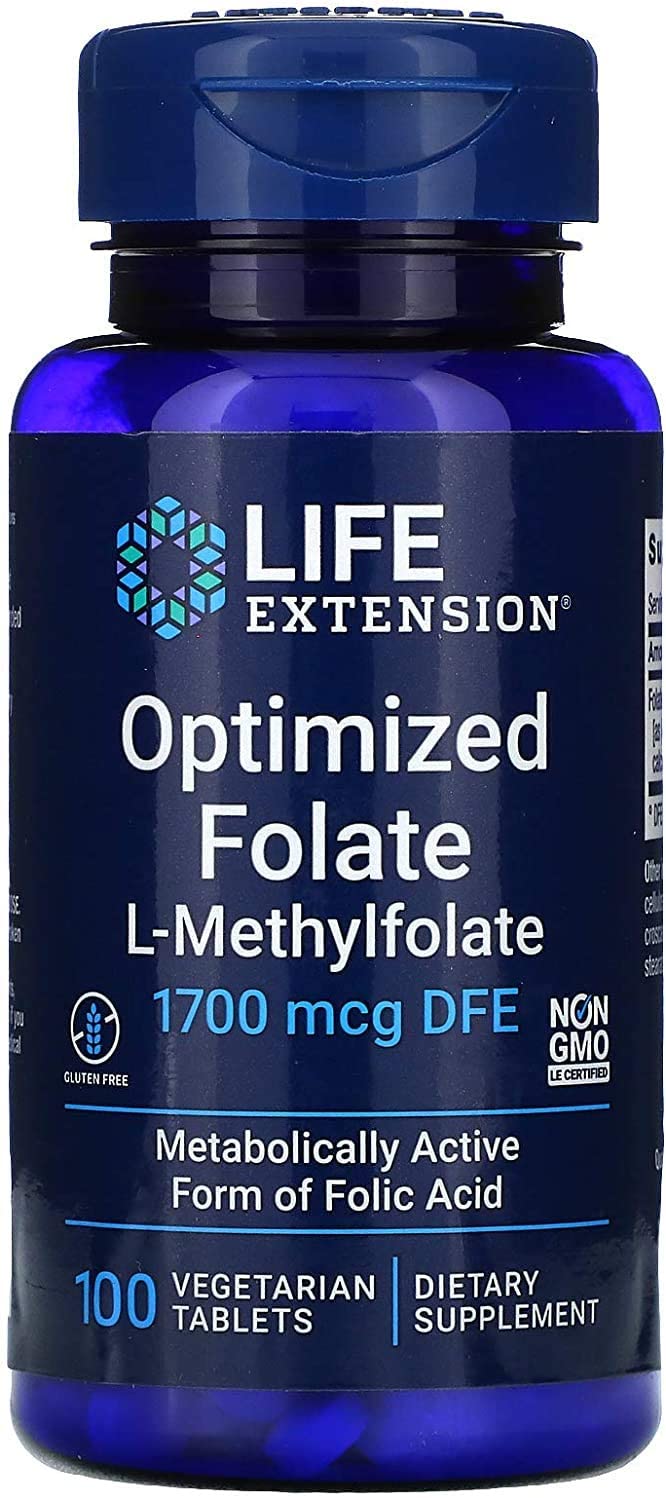 LIFE
EXTENSION®
Optimized
Folate
L-Methylfolate
1700 mcg DFE
GLUTEN FREE
NON
GMO
LE CERTIFIED
Metabolically Active
Form of Folic Acid
100 VEGETARIAN TABLETS
DIETARY SUPPLEMENT